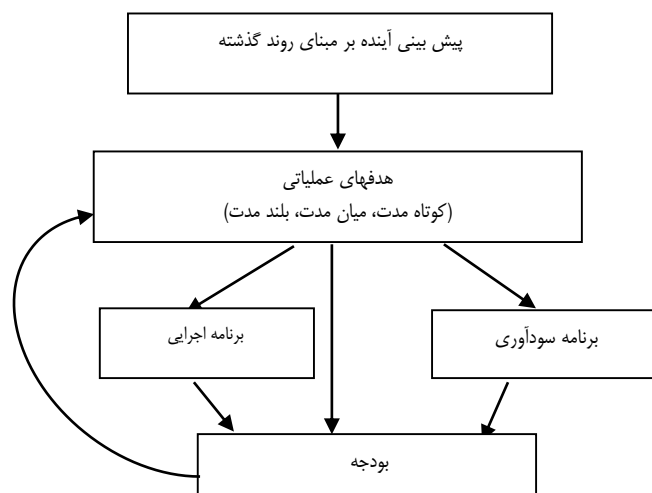 پیش بینی آینده بر مبنای روند گذشته
هدفهای عملیاتی
(کوتاه مدت، میان مدت، بلند مدت)
برنامه سودآوری
برنامه اجرایی
بودجه